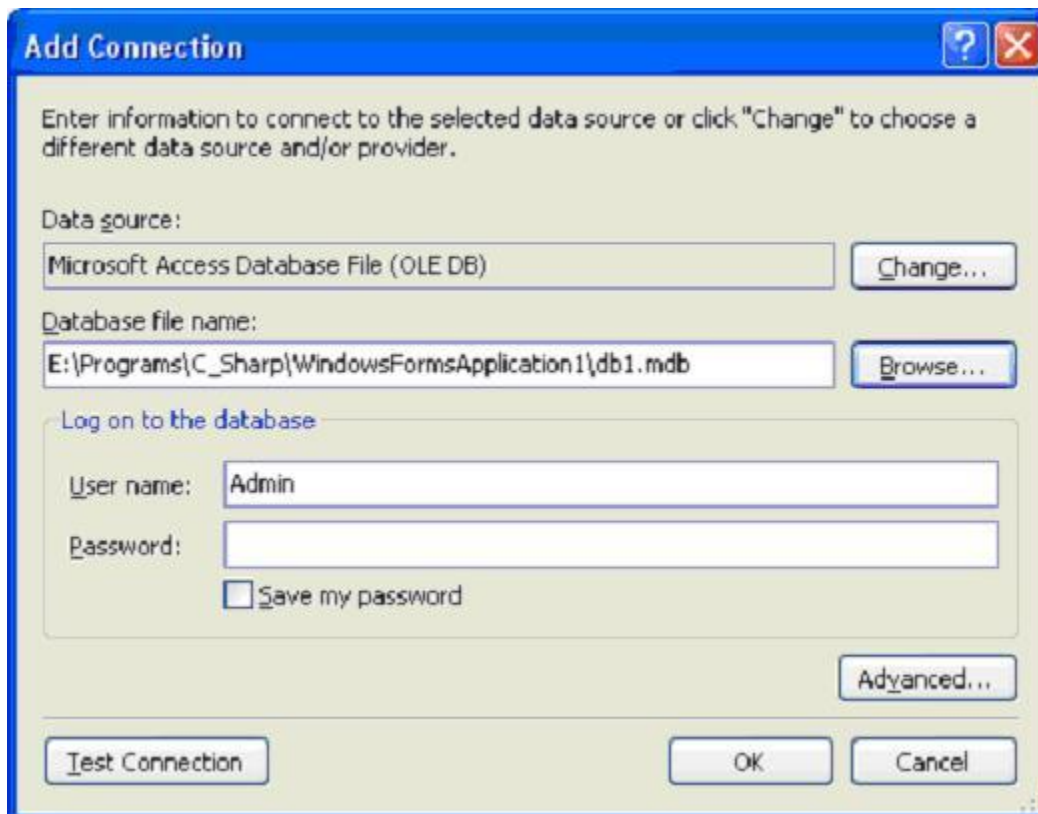 Add Connection
Enter information to connect to the selected data source or click "Change" to choose a
different data source and/or provider.
Data source:
Microsoft Access Database File (OLE DB)
Change...
Database file name:
E:\Programs\C_Sharp\WindowsFormsApplication1\db1.mdb
Browse...
Log on to the database
User name:
Admin
Password:
Save my password
Advanced...
Test Connection
OK
Cancel